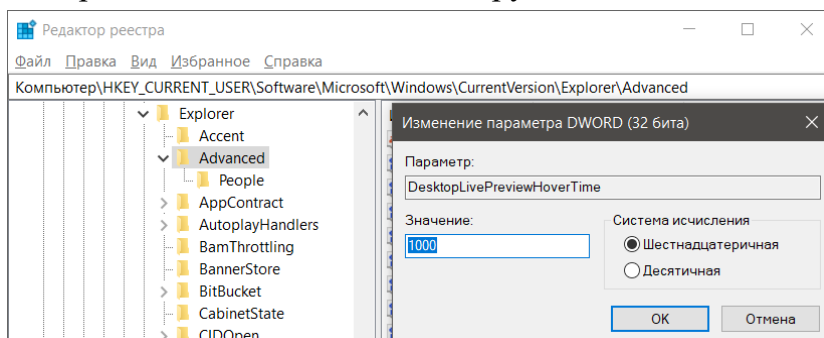 Редактор реестра
Файл Правка Вид Избранное Справка
Компьютер\HKEY_CURRENT_USER\Software\Microsoft\Windows\CurrentVersion\Explorer\Advanced
Explorer
Accent
Advanced
People
AppContract
AutoplayHandlers
BamThrottling
BannerStore
BitBucket
CabinetState
CIDOpen
Изменение параметра DWORD (32 бита)
Параметр:
DesktopLivePreviewHoverTime
Значение:
1000
Система исчисления
Шестнадцатеричная
Десятичная
OK
Отмена